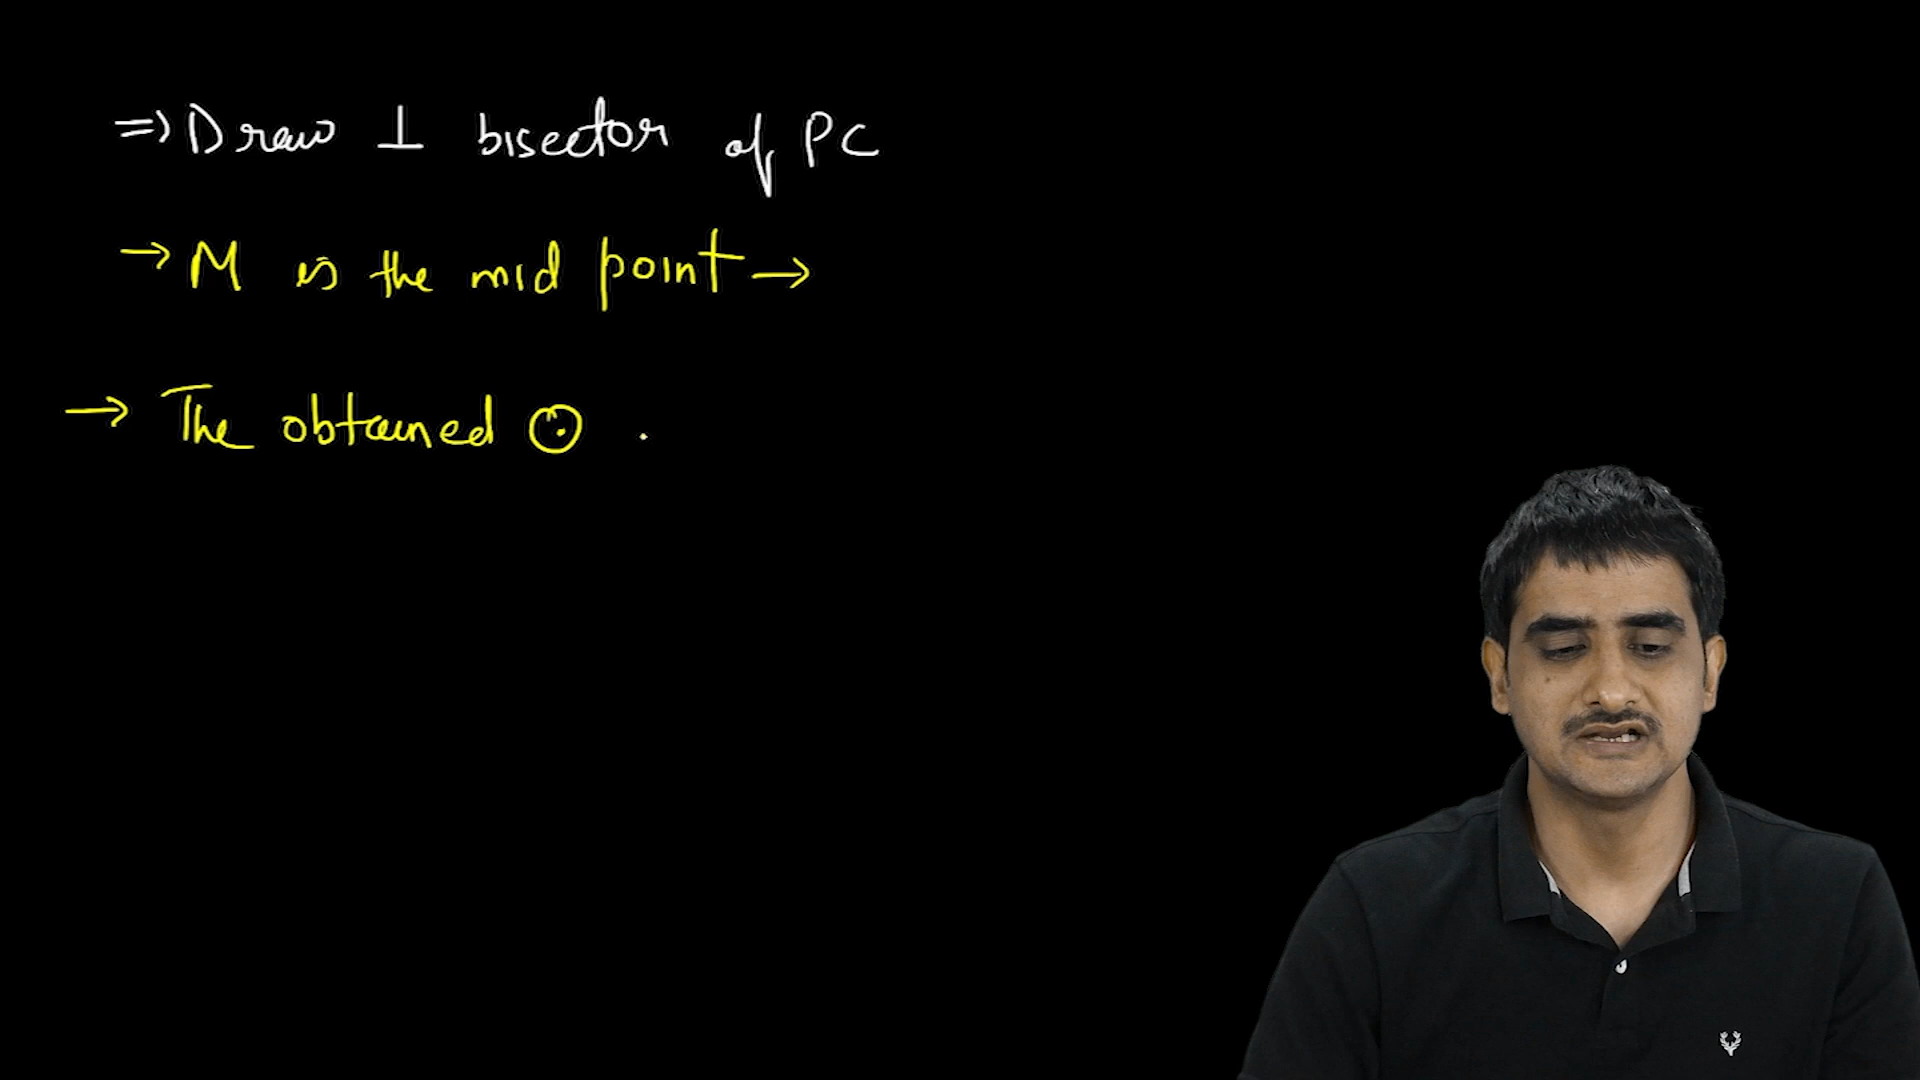 ⇒ Draw ⊥ bisector of PC
→ M is the mid point →
→ The obtained ⊙ .